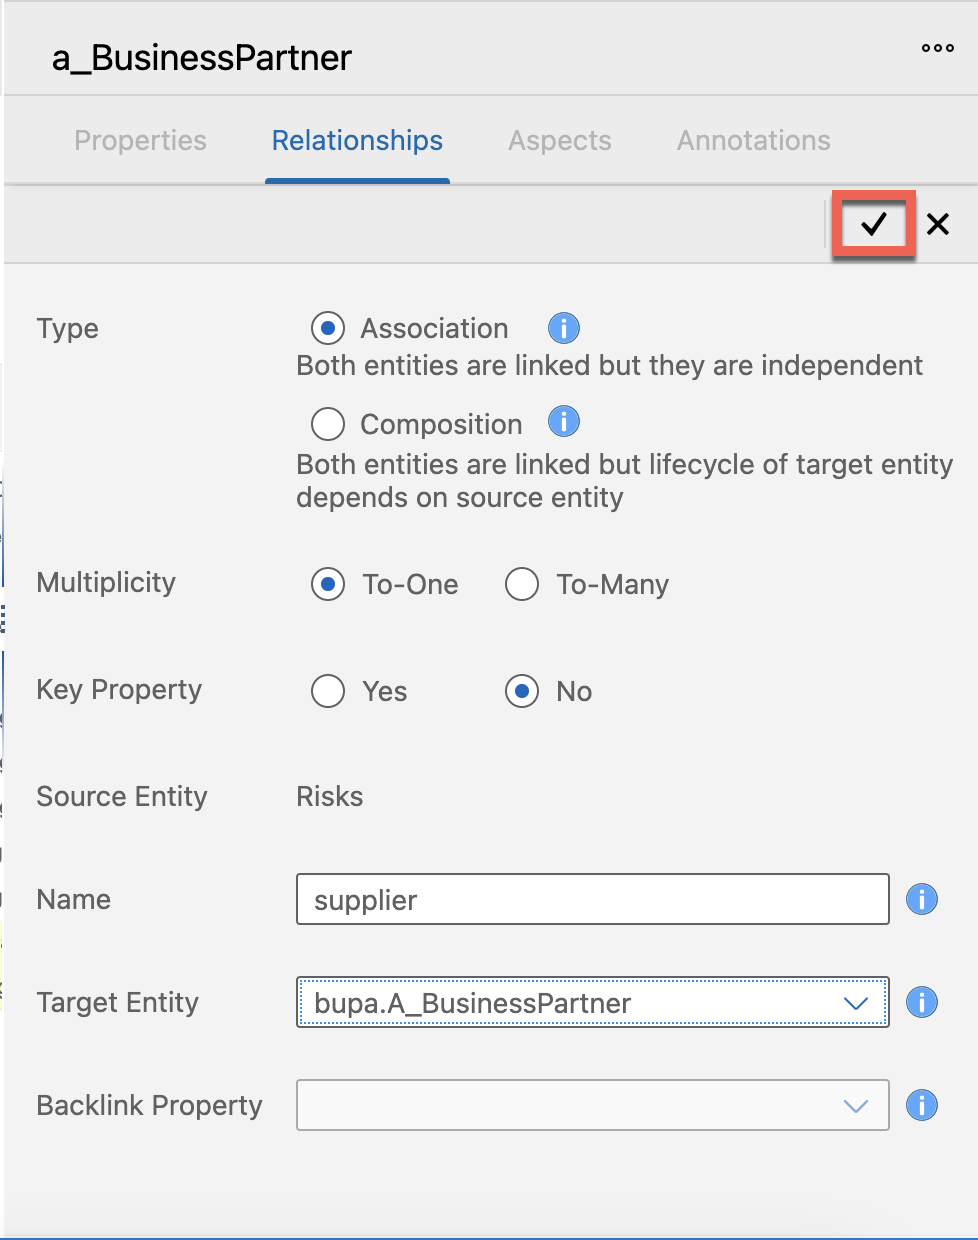 a_BusinessPartner
Properties Relationships Aspects Annotations
Type Association
Both entities are linked but they are independent
Composition
Both entities are linked but lifecycle of target entity
depends on source entity
Multiplicity To-One To-Many
Key Property Yes No
Source Entity Risks
Name supplier
Target Entity bupa.A_BusinessPartner
Backlink Property